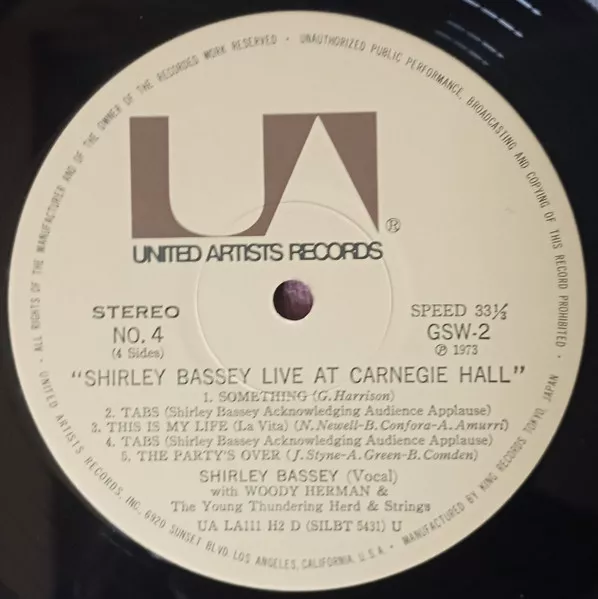 · ALL RIGHTS OF THE MANUFACTURER AND OF THE OWNER OF THE RECORDED WORK RESERVED · UNAUTHORIZED PUBLIC PERFORMANCE, BROADCASTING AND COPYING OF THIS RECORD PROHIBITED ·
UA ®
UNITED ARTISTS RECORDS
STEREO
NO. 4
(4 Sides)
SPEED 33⅓
GSW-2
℗ 1973
"SHIRLEY BASSEY LIVE AT CARNEGIE HALL"
1. SOMETHING (G. Harrison)
2. TABS (Shirley Bassey Acknowledging Audience Applause)
3. THIS IS MY LIFE (La Vita) (N. Newell-B. Confora-A. Amurri)
4. TABS (Shirley Bassey Acknowledging Audience Applause)
5. THE PARTY'S OVER (J. Styne-A. Green-B. Comden)
SHIRLEY BASSEY (Vocal)
with WOODY HERMAN &
The Young Thundering Herd & Strings
UA LA111 H2 D (SILBT 5431) U
UNITED ARTISTS RECORDS, INC., 6920 SUNSET BLVD. LOS ANGELES, CALIFORNIA, U.S.A. · MANUFACTURED BY KING RECORDS TOKYO, JAPAN